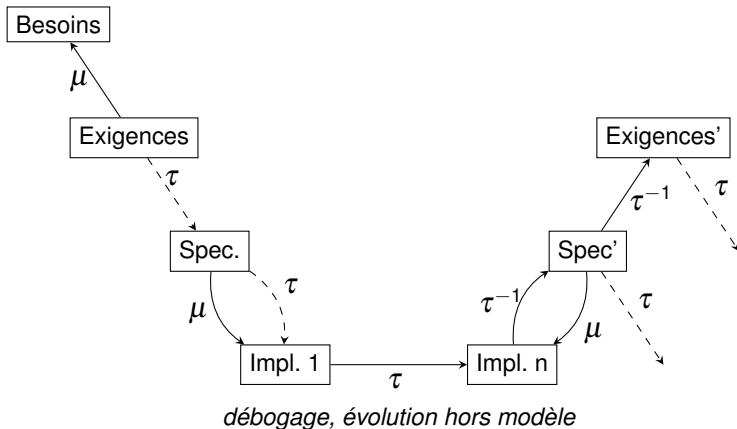 Besoins
μ
Exigences
Exigences'
τ
τ
τ⁻¹
Spec.
Spec'
τ
τ
μ
τ⁻¹
μ
Impl. 1
Impl. n
τ
débogage, évolution hors modèle